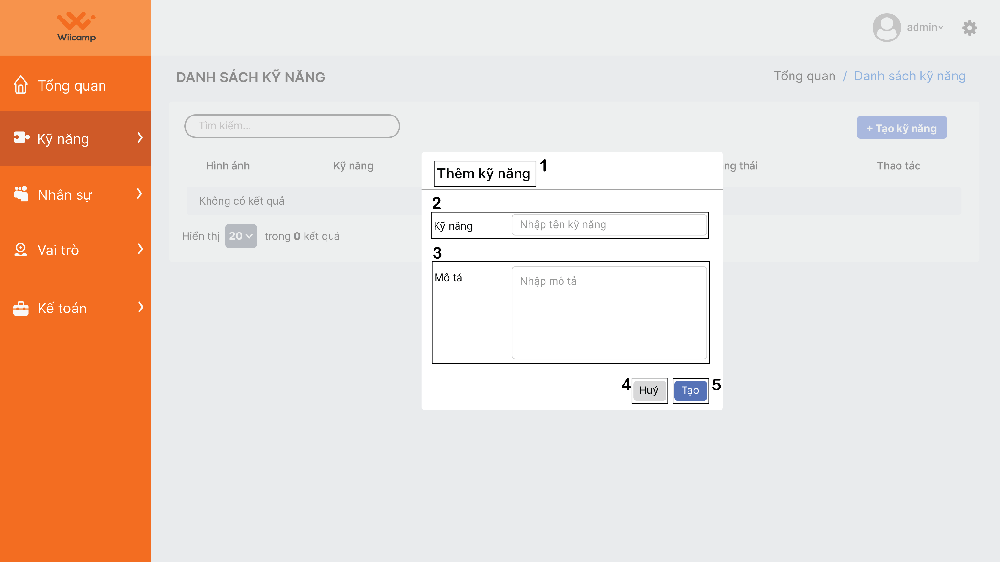 Wiicamp
admin
Tổng quan
Kỹ năng
Nhân sự
Vai trò
Kế toán
DANH SÁCH KỸ NĂNG
Tổng quan / Danh sách kỹ năng
Tìm kiếm...
+ Tạo kỹ năng
Hình ảnh Kỹ năng ng thái Thao tác
Không có kết quả
Hiển thị 20 trong 0 kết quả
Thêm kỹ năng 1
2
Kỹ năng Nhập tên kỹ năng
3
Mô tả Nhập mô tả
4 Huỷ Tạo 5